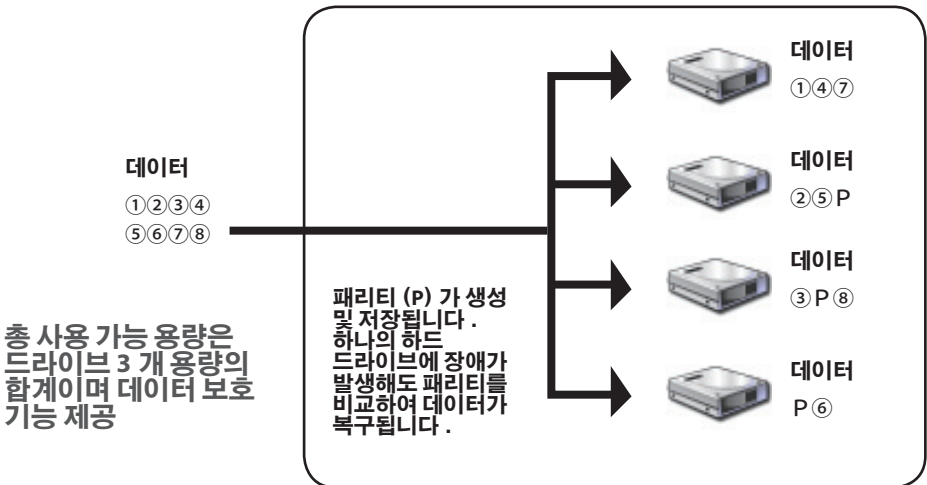 데이터
①②③④
⑤⑥⑦⑧
총 사용 가능 용량은
드라이브 3 개 용량의
합계이며 데이터 보호
기능 제공
패리티 (P) 가 생성
및 저장됩니다 .
하나의 하드
드라이브에 장애가
발생해도 패리티를
비교하여 데이터가
복구됩니다 .
데이터
①④⑦
데이터
②⑤P
데이터
③P⑧
데이터
P⑥